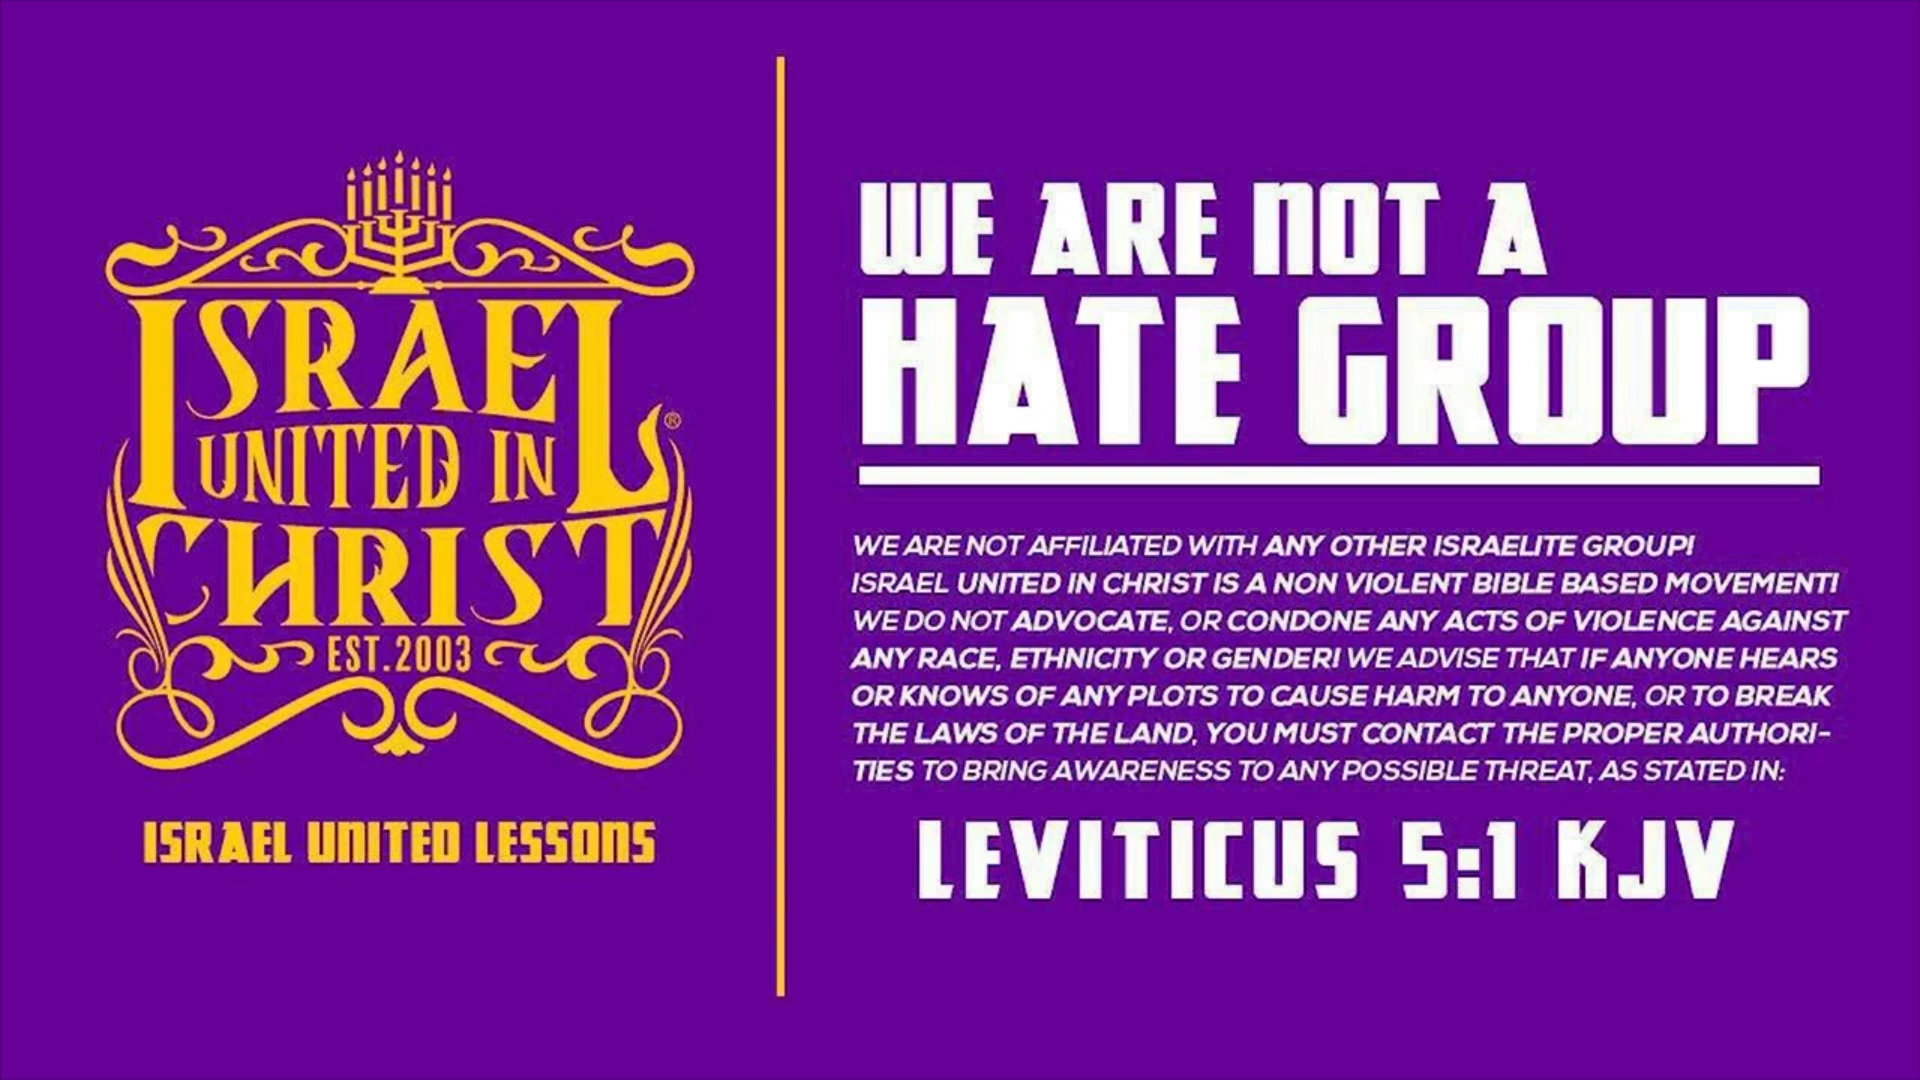 ISRAEL
UNITED IN
CHRIST
®
EST.2003
ISRAEL UNITED LESSONS
WE ARE NOT A
HATE GROUP
WE ARE NOT AFFILIATED WITH ANY OTHER ISRAELITE GROUP!
ISRAEL UNITED IN CHRIST IS A NON VIOLENT BIBLE BASED MOVEMENT!
WE DO NOT ADVOCATE, OR CONDONE ANY ACTS OF VIOLENCE AGAINST
ANY RACE, ETHNICITY OR GENDER! WE ADVISE THAT IF ANYONE HEARS
OR KNOWS OF ANY PLOTS TO CAUSE HARM TO ANYONE, OR TO BREAK
THE LAWS OF THE LAND, YOU MUST CONTACT THE PROPER AUTHORI-
TIES TO BRING AWARENESS TO ANY POSSIBLE THREAT, AS STATED IN:
LEVITICUS 5:1 KJV